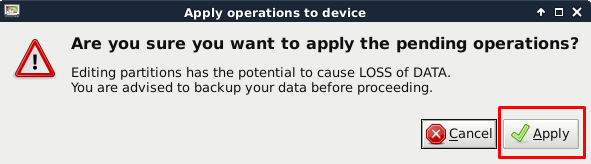 Apply operations to device
Are you sure you want to apply the pending operations?
Editing partitions has the potential to cause LOSS of DATA.
You are advised to backup your data before proceeding.
Cancel Apply